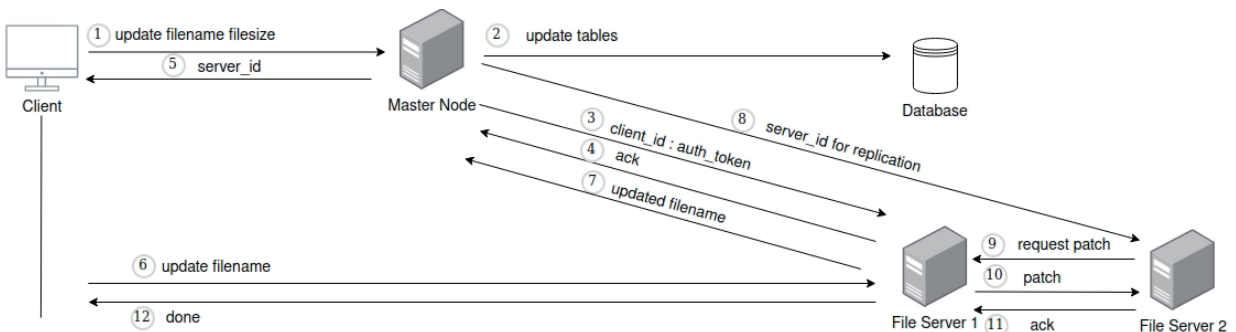 1 update filename filesize
2 update tables
5 server_id
Client
Master Node
Database
3 client_id : auth_token
8 server_id for replication
4 ack
7 updated filename
9 request patch
6 update filename
10 patch
12 done
File Server 1
11 ack
File Server 2